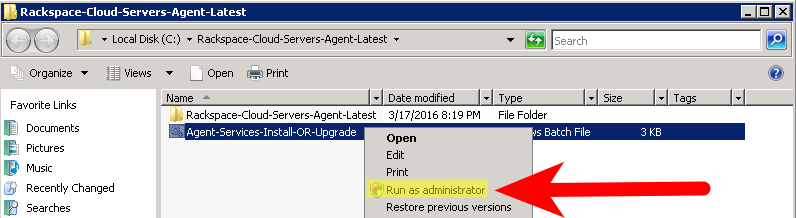 Rackspace-Cloud-Servers-Agent-Latest
Local Disk (C:) Rackspace-Cloud-Servers-Agent-Latest
Search
Organize Views Open Print
Favorite Links
Documents
Pictures
Music
Recently Changed
Searches
Name Date modified Type Size Tags
Rackspace-Cloud-Servers-Agent-Latest 3/17/2016 8:19 PM File Folder
Agent-Services-Install-OR-Upgrade ws Batch File 3 KB
Open
Edit
Print
Run as administrator
Restore previous versions